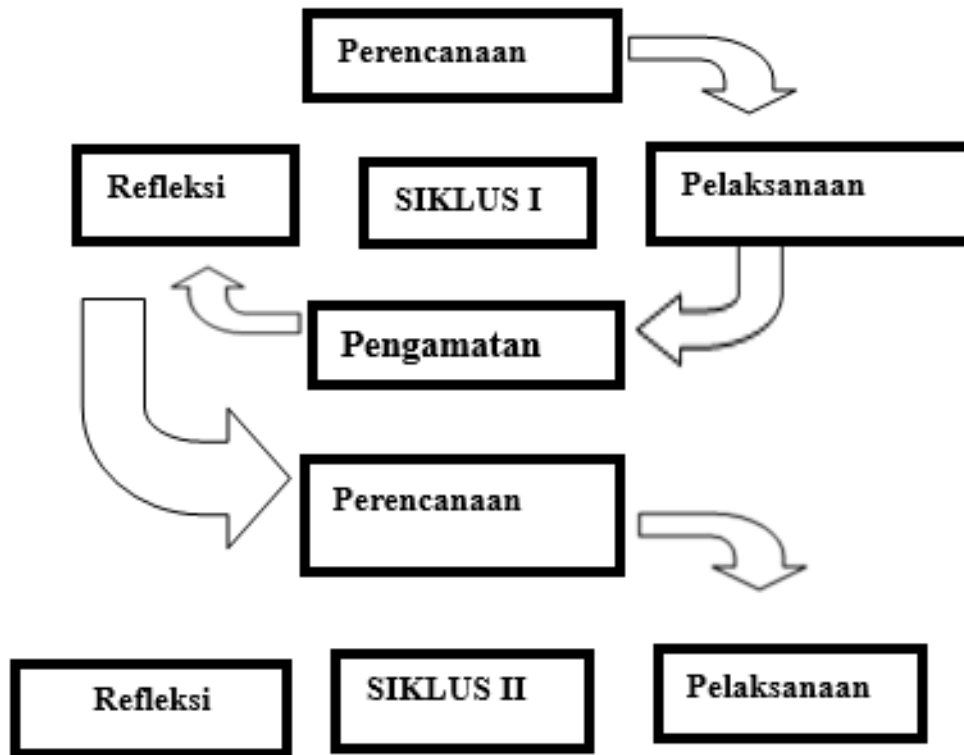 Perencanaan
Refleksi
SIKLUS I
Pelaksanaan
Pengamatan
Perencanaan
Refleksi
SIKLUS II
Pelaksanaan